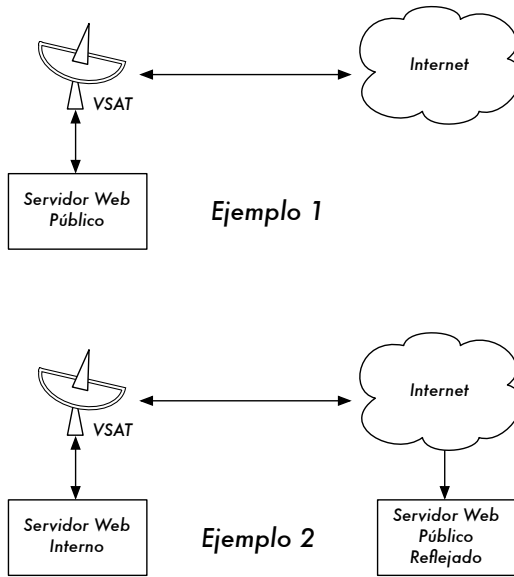 Internet
VSAT
Servidor Web
Público
Ejemplo 1
Internet
VSAT
Servidor Web
Interno
Ejemplo 2
Servidor Web
Público
Reflejado